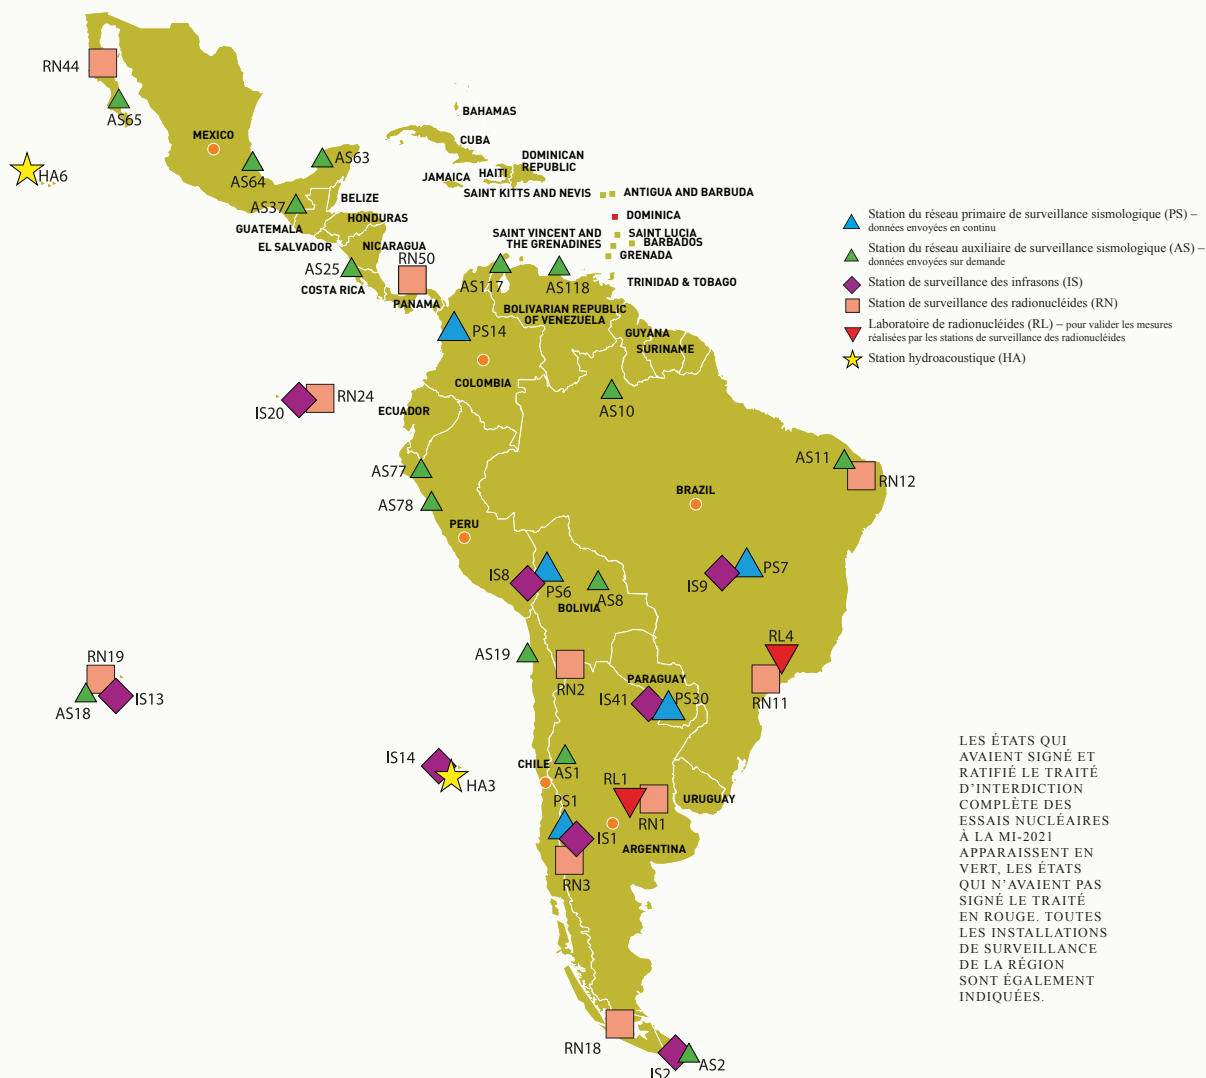 RN44
AS65
MEXICO
HA6
AS64
AS63
AS37
BAHAMAS
CUBA
DOMINICAN
REPUBLIC
HAITI
JAMAICA
SAINT KITTS AND NEVIS
ANTIGUA AND BARBUDA
BELIZE
HONDURAS
GUATEMALA
EL SALVADOR
NICARAGUA
DOMINICA
SAINT VINCENT AND
THE GRENADINES
SAINT LUCIA
BARBADOS
GRENADA
RN50
AS25
COSTA RICA
PANAMA
AS117
AS118
TRINIDAD & TOBAGO
BOLIVARIAN REPUBLIC
OF VENEZUELA
GUYANA
SURINAME
PS14
COLOMBIA
RN24
IS20
ECUADOR
AS10
AS77
AS78
AS11
RN12
BRAZIL
PERU
IS8
PS6
AS8
BOLIVIA
IS9
PS7
RL4
RN19
AS18
IS13
AS19
RN2
PARAGUAY
IS41
PS30
RN11
IS14
HA3
CHILE
AS1
RL1
RN1
URUGUAY
PS1
IS1
ARGENTINA
RN3
RN18
IS2
AS2
Station du réseau primaire de surveillance sismologique (PS) –
données envoyées en continu
Station du réseau auxiliaire de surveillance sismologique (AS) –
données envoyées sur demande
Station de surveillance des infrasons (IS)
Station de surveillance des radionucléides (RN)
Laboratoire de radionucléides (RL) – pour valider les mesures
réalisées par les stations de surveillance des radionucléides
Station hydroacoustique (HA)
LES ÉTATS QUI
AVAIENT SIGNÉ ET
RATIFIÉ LE TRAITÉ
D’INTERDICTION
COMPLÈTE DES
ESSAIS NUCLÉAIRES
À LA MI-2021
APPARAISSENT EN
VERT, LES ÉTATS
QUI N’AVAIENT PAS
SIGNÉ LE TRAITÉ
EN ROUGE. TOUTES
LES INSTALLATIONS
DE SURVEILLANCE
DE LA RÉGION
SONT ÉGALEMENT
INDIQUÉES.